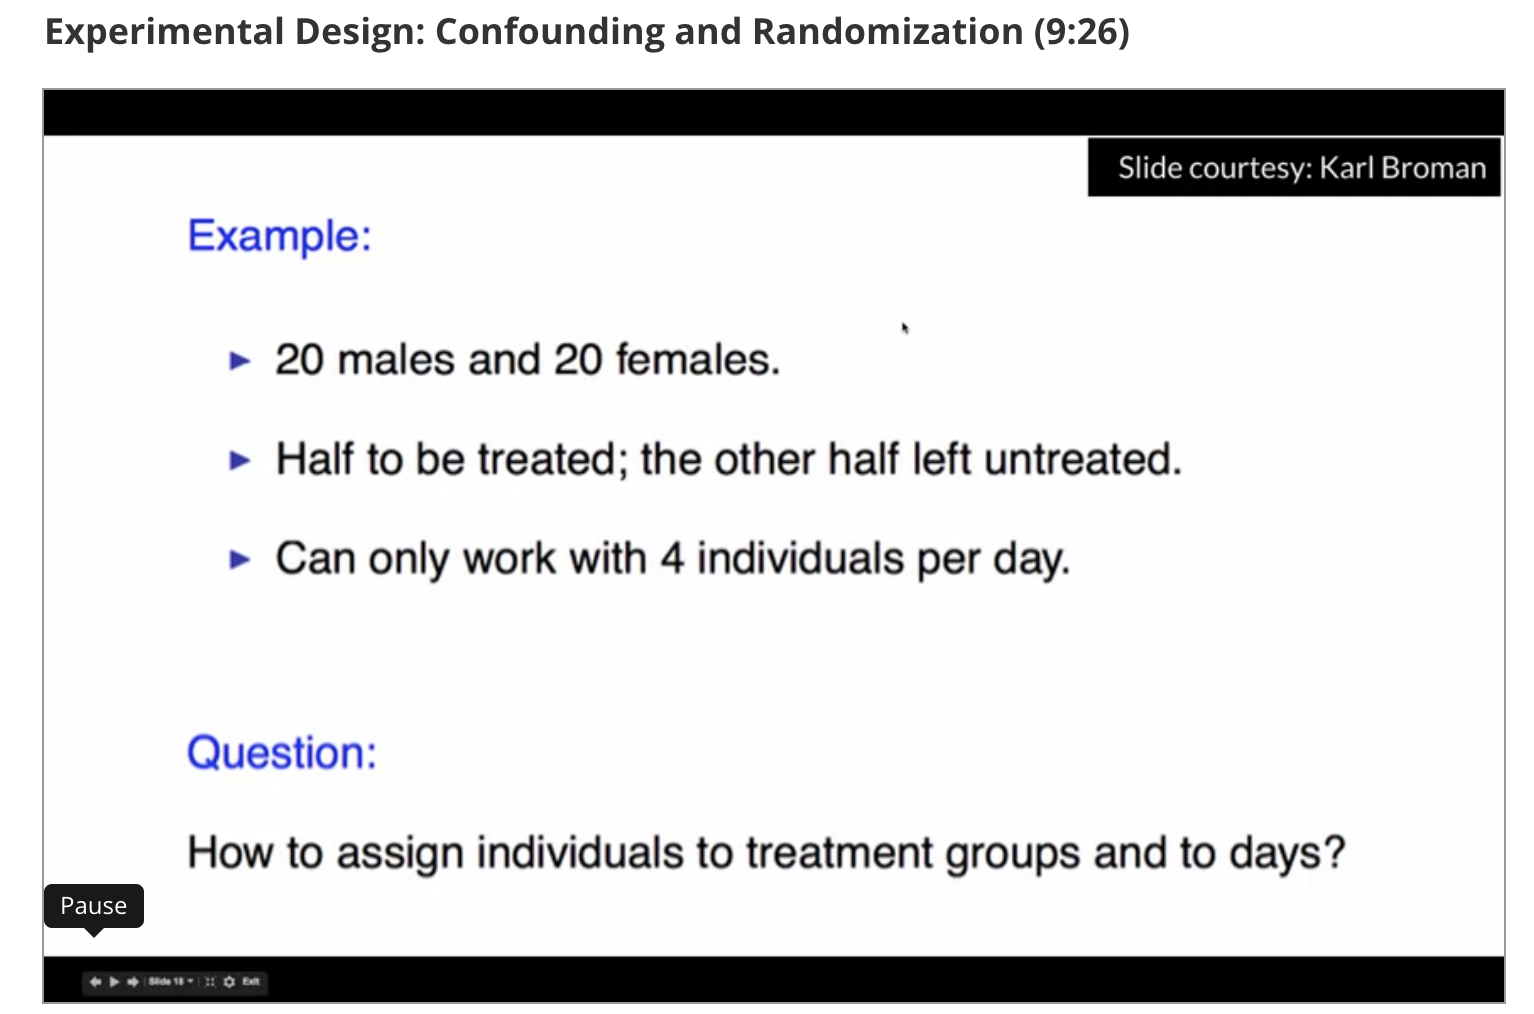 Experimental Design: Confounding and Randomization (9:26)
Slide courtesy: Karl Broman
Example:
► 20 males and 20 females.
► Half to be treated; the other half left untreated.
► Can only work with 4 individuals per day.
Question:
How to assign individuals to treatment groups and to days?
Pause
Slide 18
Exit